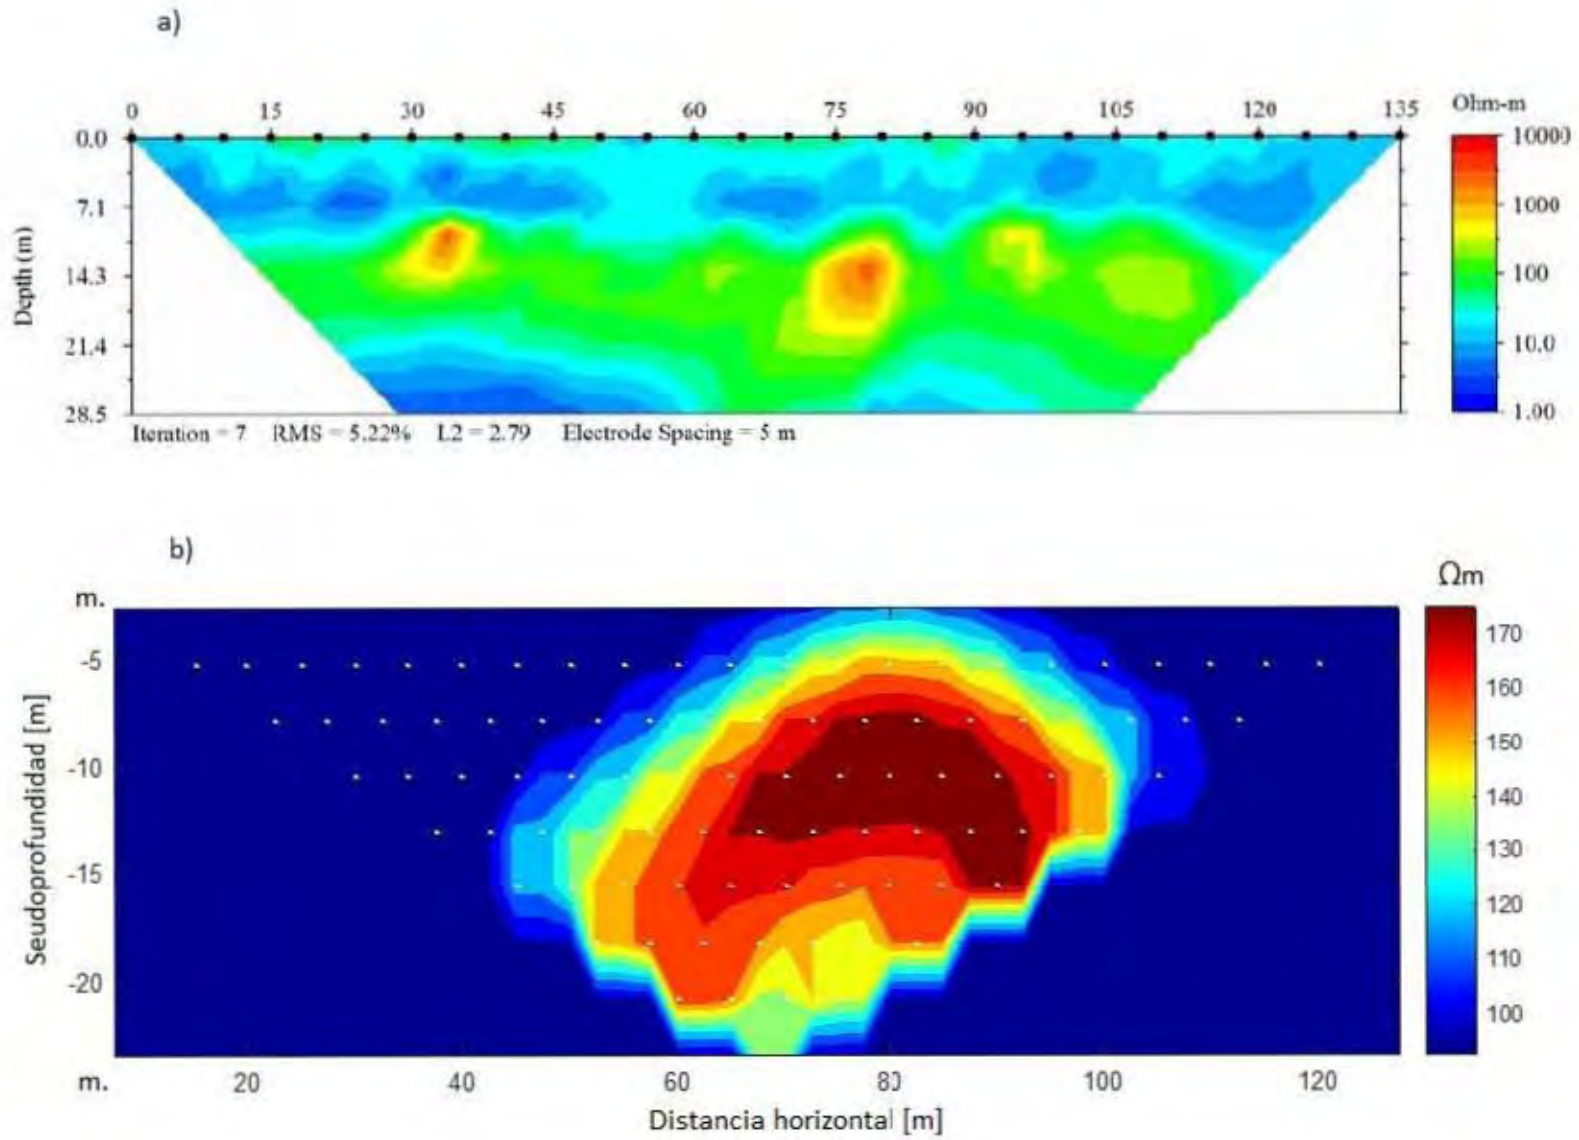 a)
0 15 30 45 60 75 90 105 120 135 Ohm-m
0.0
7.1
14.3
21.4
28.5
Depth (m)
10000
1000
100
10.0
1.00
Iteration = 7 RMS = 5.22% L2 = 2.79 Electrode Spacing = 5 m
b)
m.
-5
-10
-15
-20
m.
Seudoprofundidad [m]
Ωm
170
160
150
140
130
120
110
100
20 40 60 80 100 120
Distancia horizontal [m]